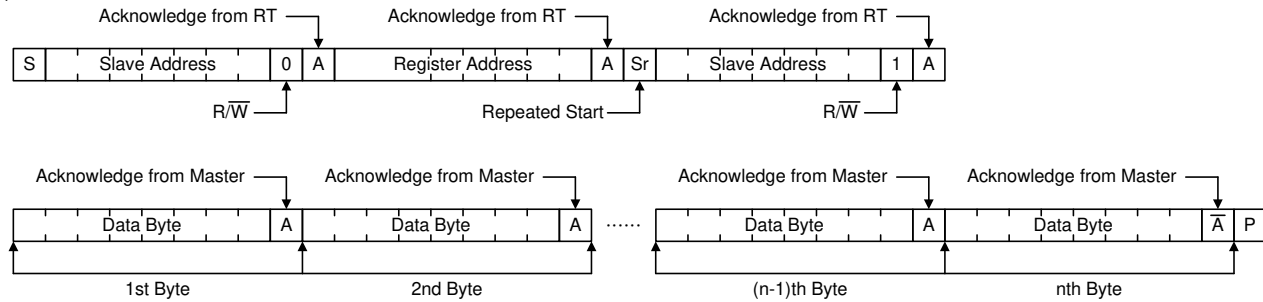 Acknowledge from RT Acknowledge from RT Acknowledge from RT
S Slave Address 0 A Register Address A Sr Slave Address 1 A
R/W̅ Repeated Start R/W̅
Acknowledge from Master Acknowledge from Master Acknowledge from Master Acknowledge from Master
Data Byte A Data Byte A ...... Data Byte A Data Byte A̅ P
1st Byte 2nd Byte (n-1)th Byte nth Byte